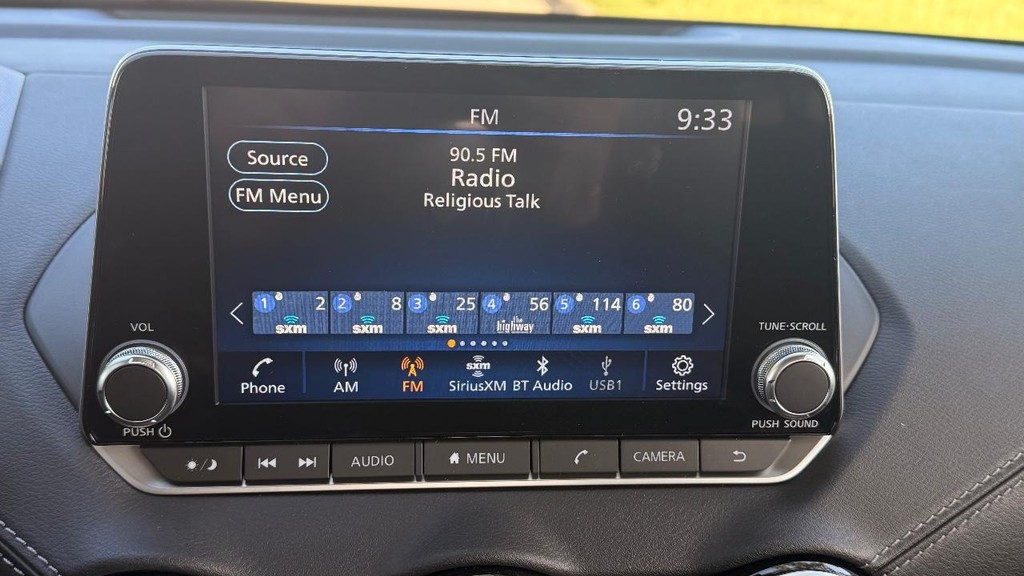 FM 9:33
Source
90.5 FM
FM Menu
Radio
Religious Talk
1 2 2 8 3 25 4 56 5 114 6 80
sxm sxm sxm the highway sxm sxm
Phone AM FM sxm SiriusXM BT Audio USB1 Settings
VOL
TUNE·SCROLL
PUSH
PUSH SOUND
AUDIO MENU CAMERA